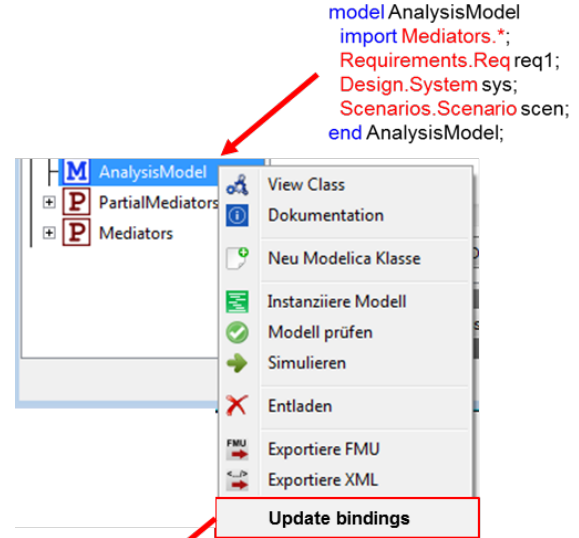 model AnalysisModel
import Mediators.*;
Requirements.Req req1;
Design.System sys;
Scenarios.Scenario scen;
end AnalysisModel;
M AnalysisModel
P PartialMediators
P Mediators
View Class
Dokumentation
Neu Modelica Klasse
Instanziiere Modell
Modell prüfen
Simulieren
Entladen
FMU Exportiere FMU
Exportiere XML
Update bindings